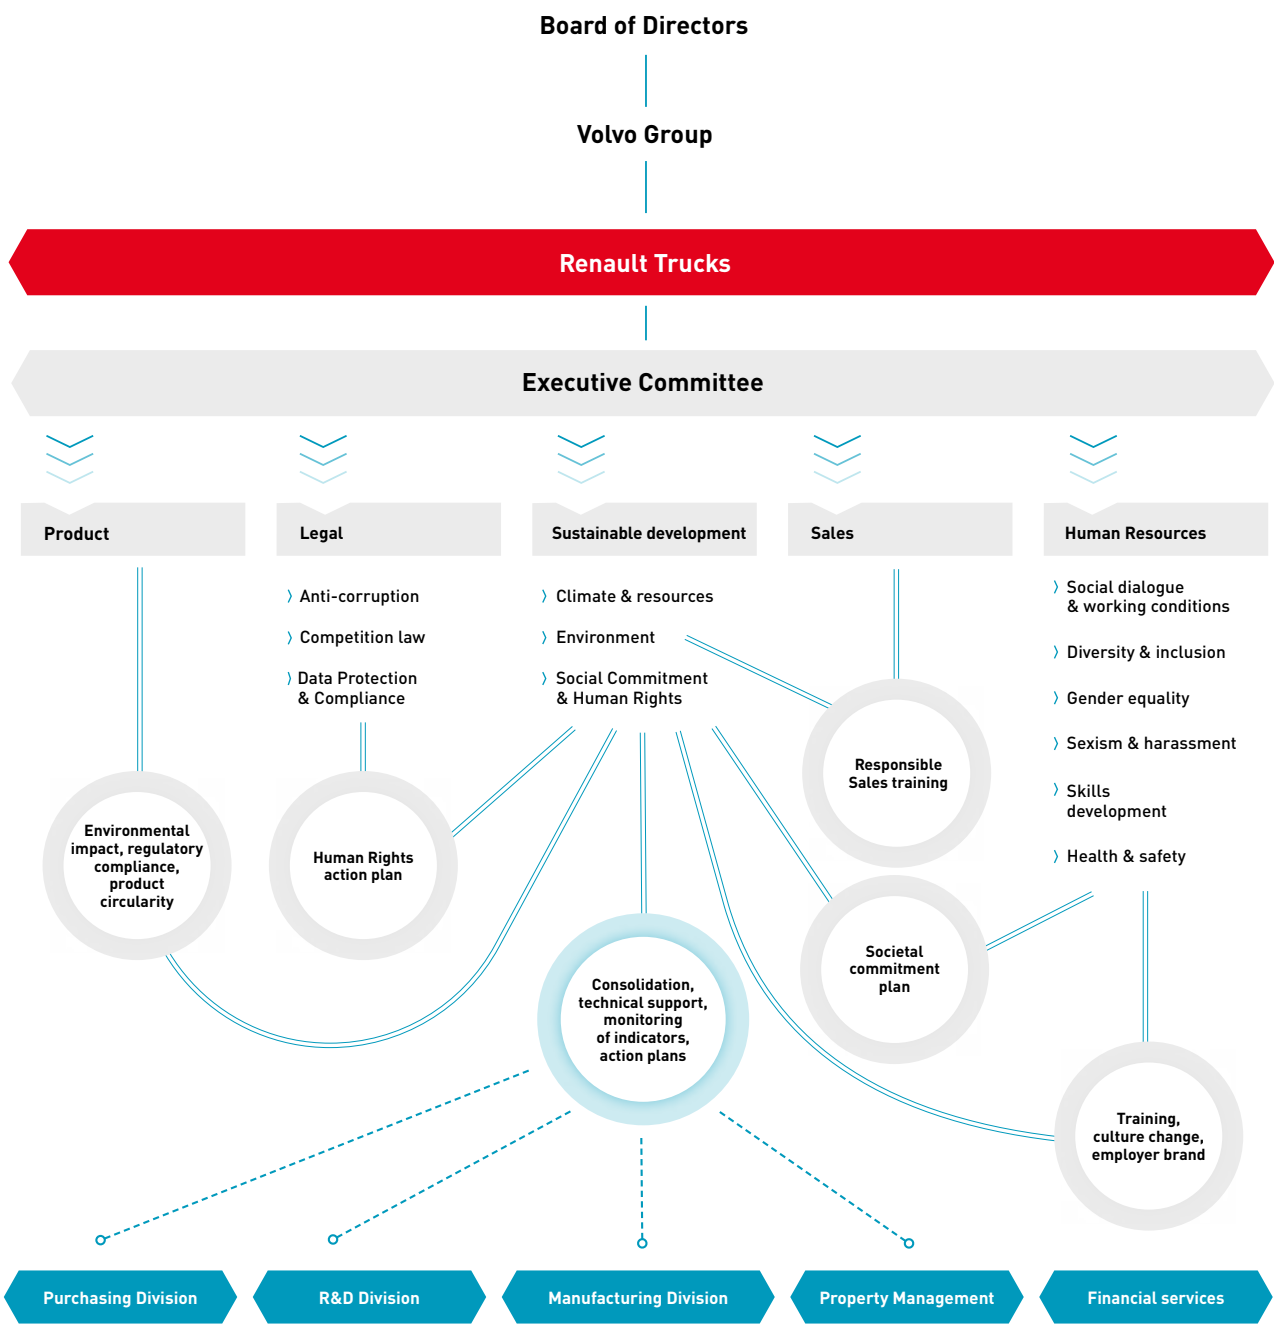 Board of Directors
Volvo Group
Renault Trucks
Executive Committee
Product
Legal
Sustainable development
Sales
Human Resources
Anti-corruption
Competition law
Data Protection
& Compliance
Climate & resources
Environment
Social Commitment
& Human Rights
Social dialogue
& working conditions
Diversity & inclusion
Gender equality
Sexism & harassment
Skills
development
Health & safety
Environmental
impact, regulatory
compliance,
product
circularity
Human Rights
action plan
Responsible
Sales training
Societal
commitment
plan
Consolidation,
technical support,
monitoring
of indicators,
action plans
Training,
culture change,
employer brand
Purchasing Division
R&D Division
Manufacturing Division
Property Management
Financial services